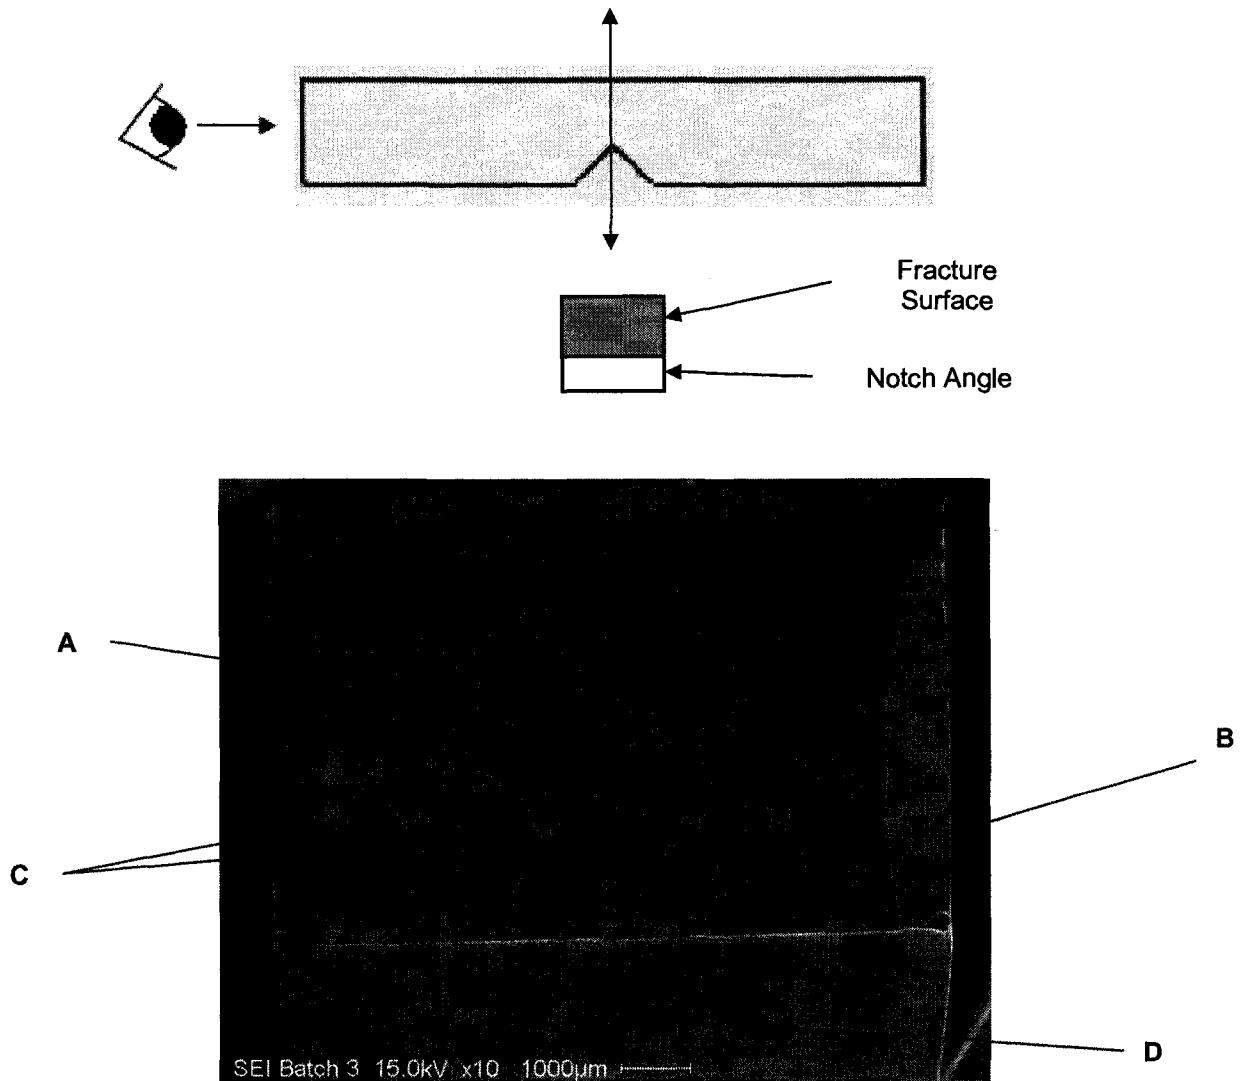 Fracture
Surface
Notch Angle
A
B
C
D
SEI Batch 3 15.0kV x10 1000µm